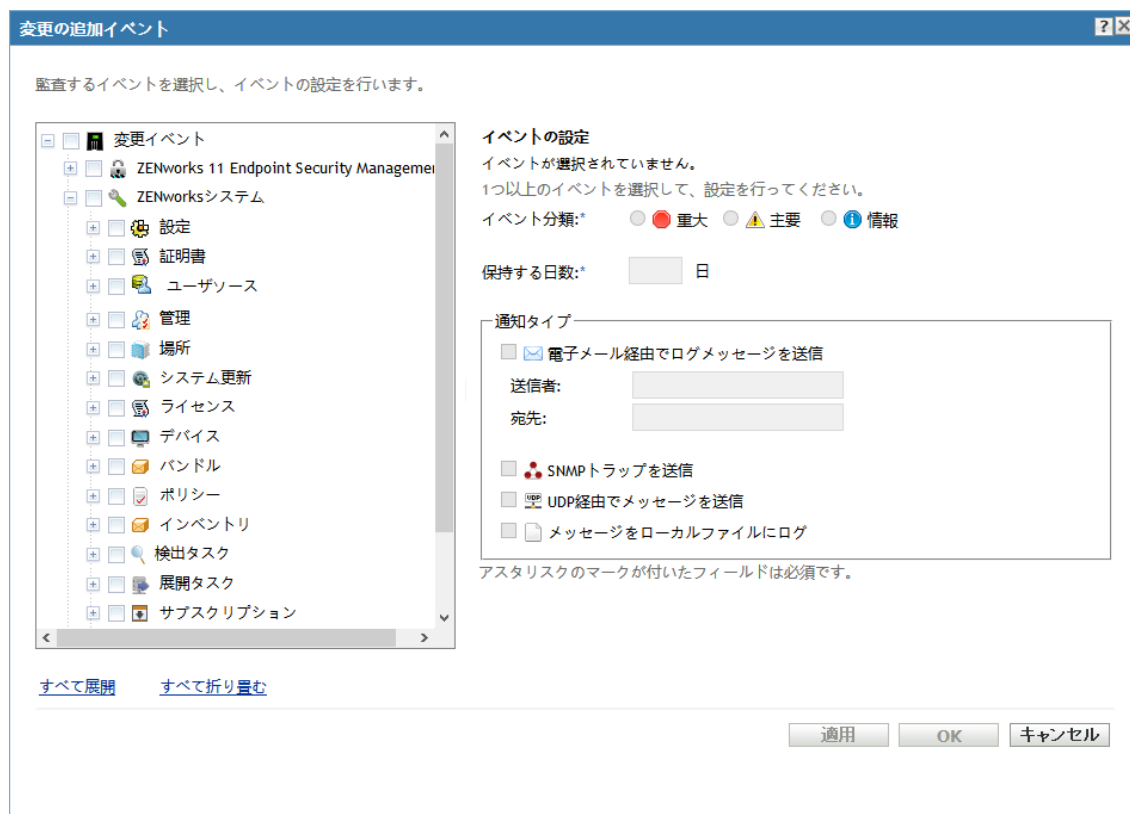 変更の追加イベント
監査するイベントを選択し、イベントの設定を行います。
変更イベント
ZENworks 11 Endpoint Security Managemen
ZENworksシステム
設定
証明書
ユーザソース
管理
場所
システム更新
ライセンス
デバイス
バンドル
ポリシー
インベントリ
検出タスク
展開タスク
サブスクリプション
すべて展開 すべて折り畳む
イベントの設定
イベントが選択されていません。
1つ以上のイベントを選択して、設定を行ってください。
イベント分類:* 重大 主要 情報
保持する日数:* 日
通知タイプ
電子メール経由でログメッセージを送信
送信者:
宛先:
SNMPトラップを送信
UDP経由でメッセージを送信
メッセージをローカルファイルにログ
アスタリスクのマークが付いたフィールドは必須です。
適用 OK キャンセル